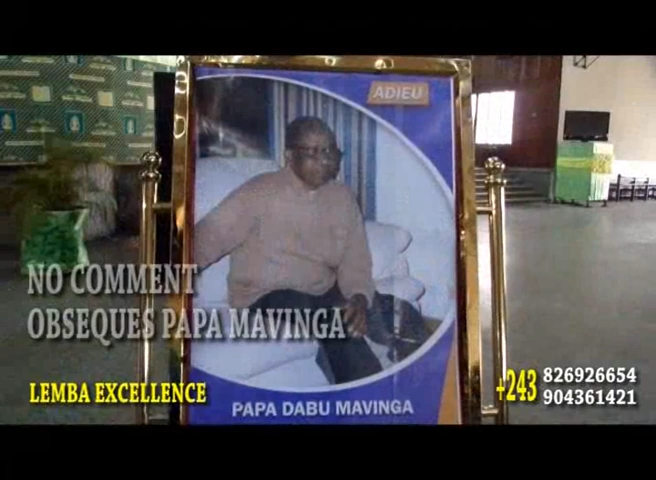 ADIEU
NO COMMENT
OBSEQUES PAPA MAVINGA
LEMBA EXCELLENCE
PAPA DABU MAVINGA
+243 826926654
904361421